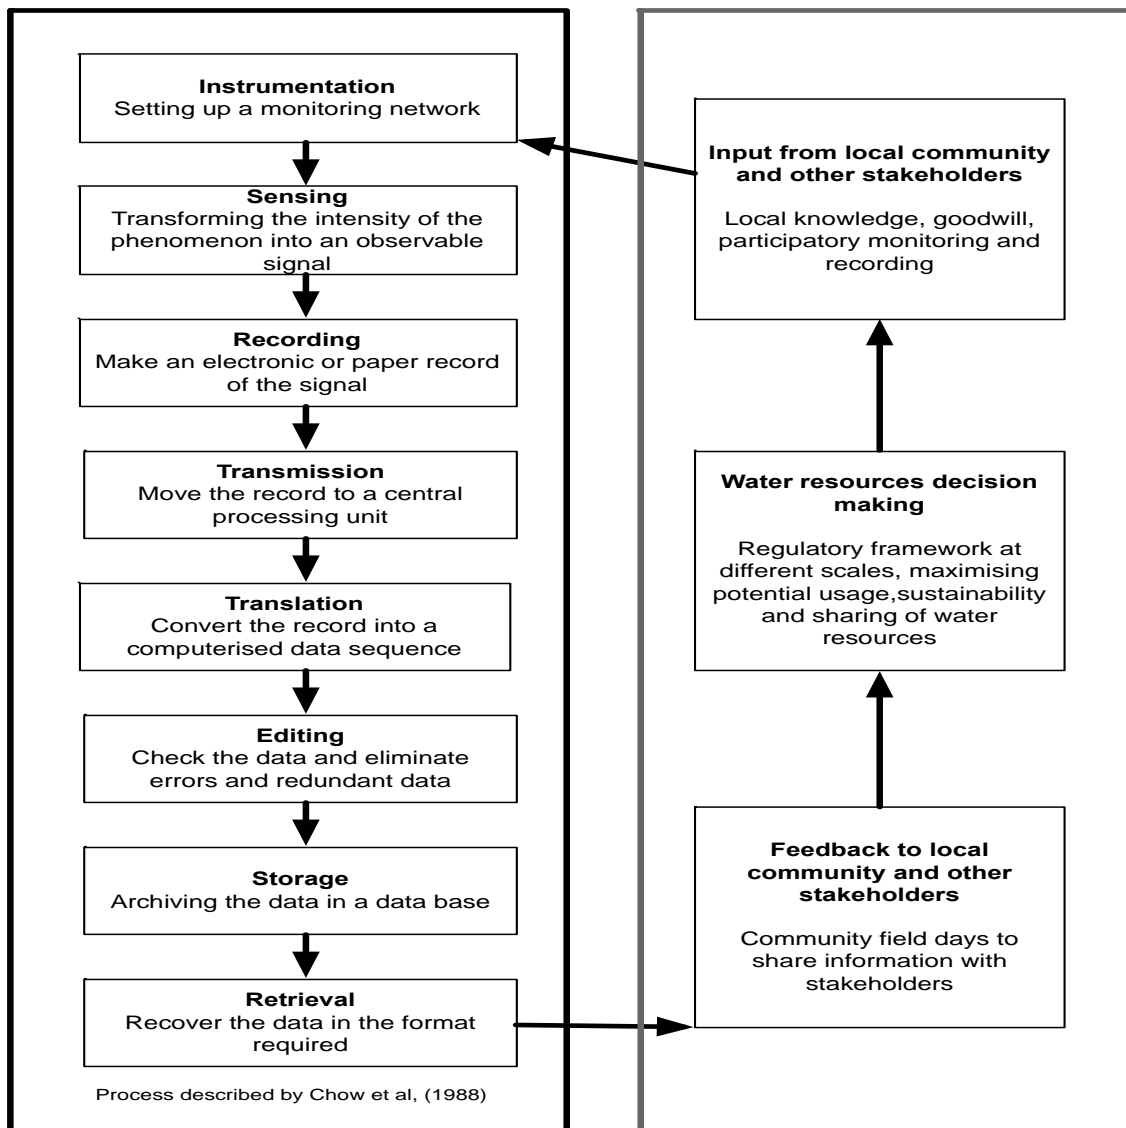 Instrumentation
Setting up a monitoring network
Sensing
Transforming the intensity of the
phenomenon into an observable
signal
Recording
Make an electronic or paper record
of the signal
Transmission
Move the record to a central
processing unit
Translation
Convert the record into a
computerised data sequence
Editing
Check the data and eliminate
errors and redundant data
Storage
Archiving the data in a data base
Retrieval
Recover the data in the format
required
Process described by Chow et al, (1988)
Input from local community
and other stakeholders
Local knowledge, goodwill,
participatory monitoring and
recording
Water resources decision
making
Regulatory framework at
different scales, maximising
potential usage,sustainability
and sharing of water
resources
Feedback to local
community and other
stakeholders
Community field days to
share information with
stakeholders